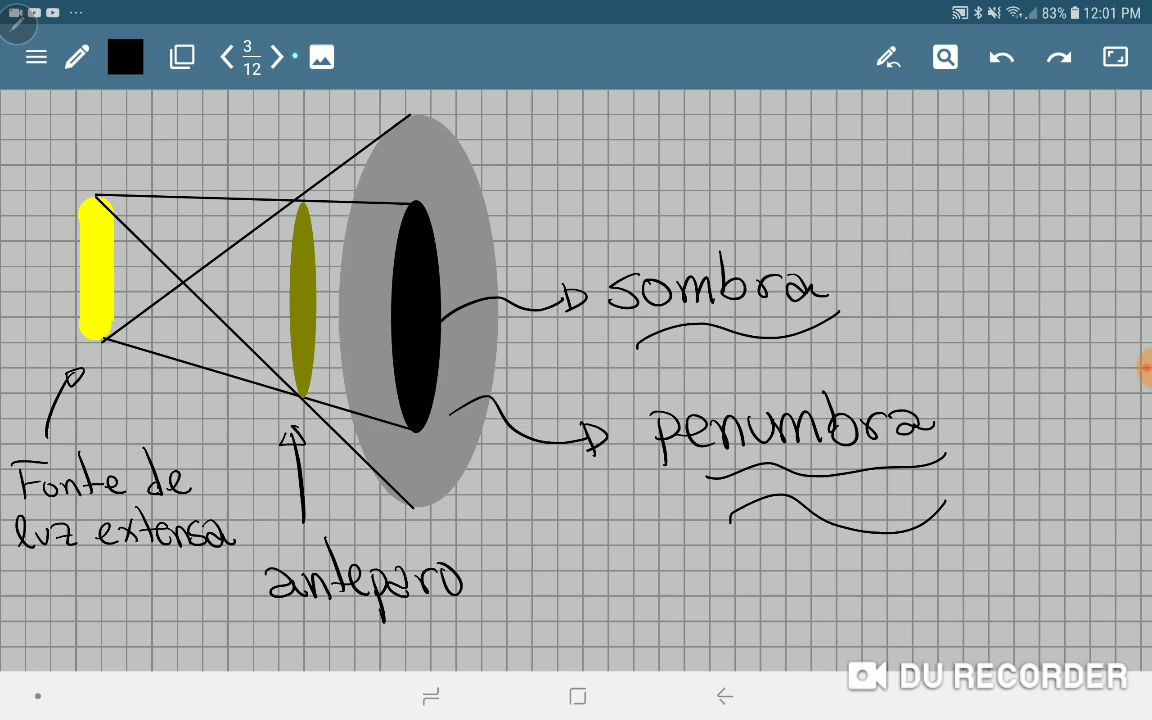 83% 12:01 PM
3
12
sombra
penumbra
Fonte de
luz extensa
anteparo
DU RECORDER